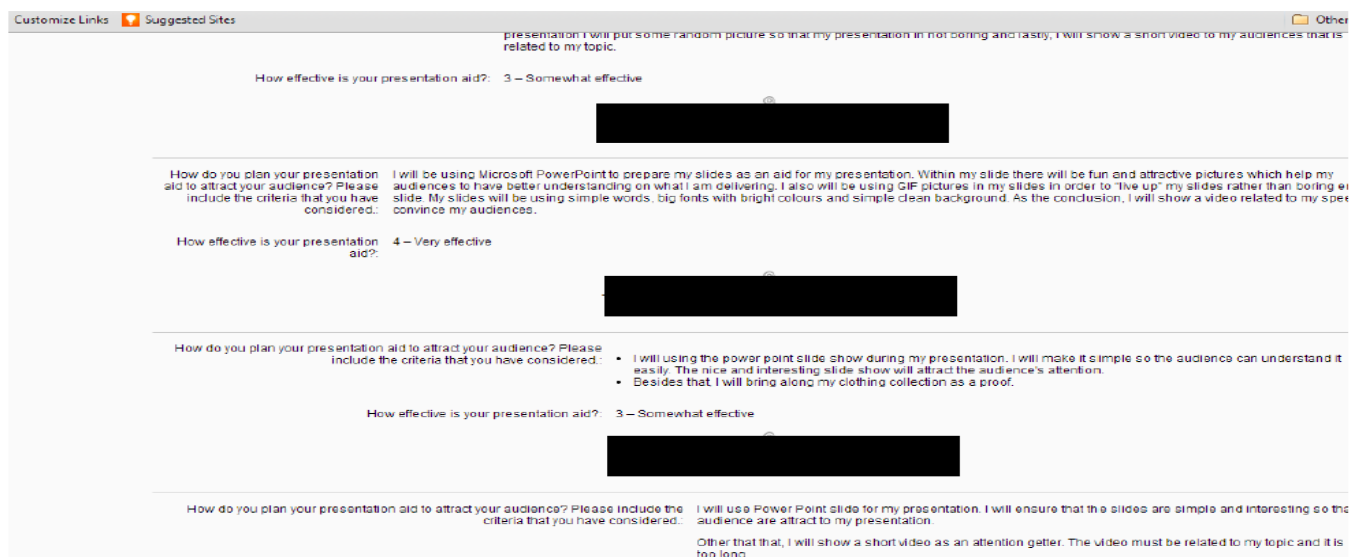 Customize Links Suggested Sites Other
presentation I will put some random picture so that my presentation in not boring and lastly, I will show a short video to my audiences that is
related to my topic.
How effective is your presentation aid?: 3 – Somewhat effective
How do you plan your presentation I will be using Microsoft PowerPoint to prepare my slides as an aid for my presentation. Within my slide there will be fun and attractive pictures which help my
aid to attract your audience? Please audiences to have better understanding on what I am delivering. I also will be using GIF pictures in my slides in order to "live up" my slides rather than boring
include the criteria that you have slide. My slides will be using simple words, big fonts with bright colours and simple clean background. As the conclusion, I will show a video related to my
considered.: convince my audiences.
How effective is your presentation 4 – Very effective
aid?:
How do you plan your presentation aid to attract your audience? Please
include the criteria that you have considered.: • I will using the power point slide show during my presentation. I will make it simple so the audience can understand it
easily. The nice and interesting slide show will attract the audience's attention.
• Besides that, I will bring along my clothing collection as a proof.
How effective is your presentation aid?: 3 – Somewhat effective
How do you plan your presentation aid to attract your audience? Please include the I will use Power Point slide for my presentation. I will ensure that the slides are simple and interesting so
criteria that you have considered.: audience are attract to my presentation.
Other that that, I will show a short video as an attention getter. The video must be related to my topic and it is
too long